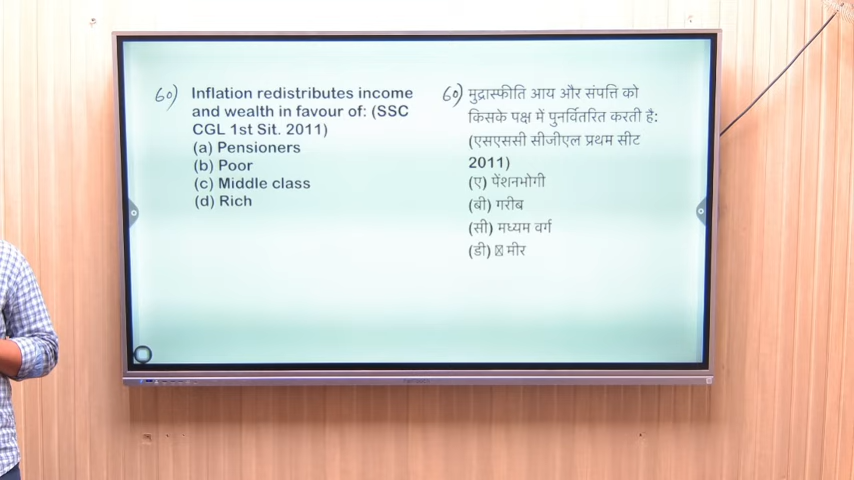 60) Inflation redistributes income
and wealth in favour of: (SSC
CGL 1st Sit. 2011)
(a) Pensioners
(b) Poor
(c) Middle class
(d) Rich
60) मुद्रास्फीति आय और संपत्ति को
किसके पक्ष में पुनर्वितरित करती है:
(एसएससी सीजीएल प्रथम सीट
2011)
(ए) पेंशनभोगी
(बी) गरीब
(सी) मध्यम वर्ग
(डी) मीर